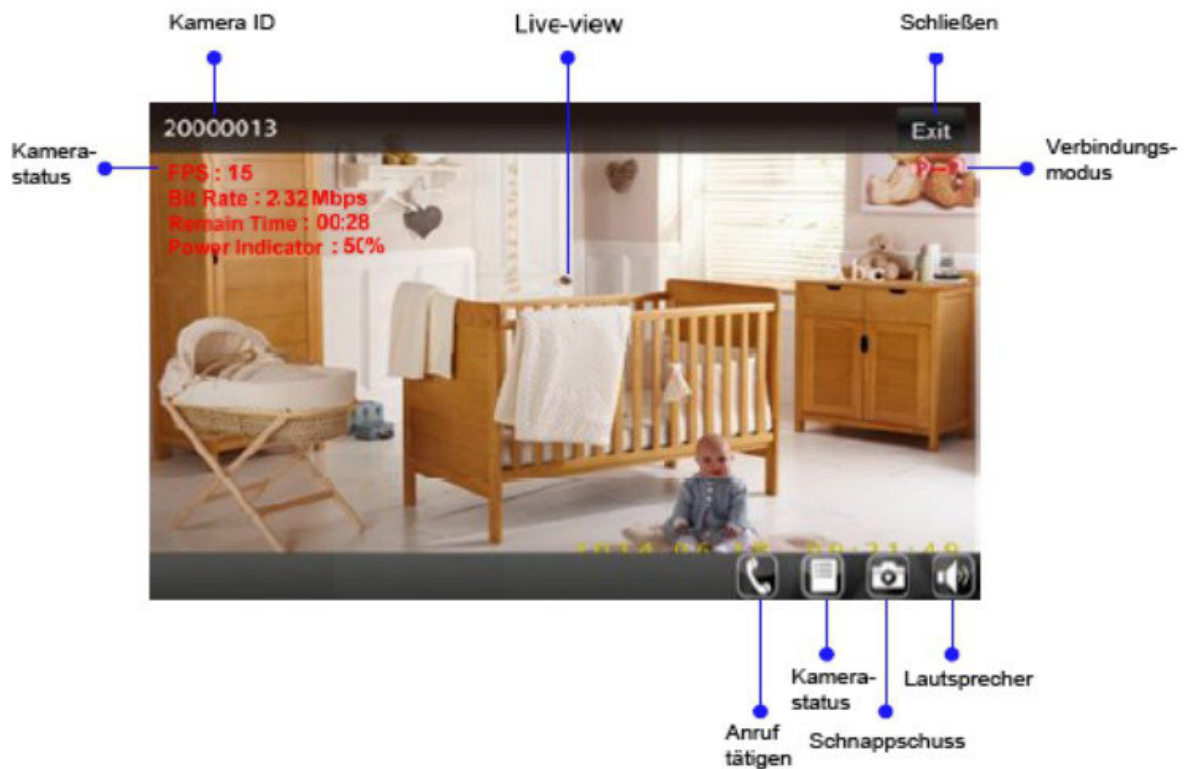 Kamera ID
Live-view
Schließen
20000013
Exit
Kamera-
status
FPS : 15
Bit Rate : 2.32 Mbps
Remain Time : 00:28
Power Indicator : 50%
Verbindungs-
modus
Abc
Kamera-
status
Lautsprecher
Anruf
tätigen
Schnappschuss